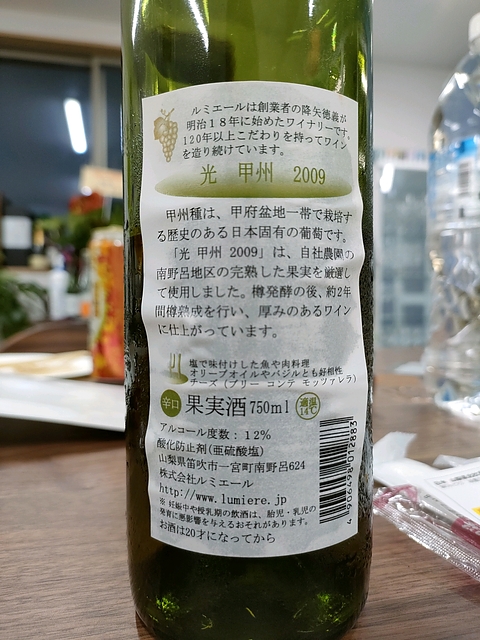 ルミエールは創業者の降矢徳義が
明治18年に始めたワイナリーです。
120年以上こだわりを持ってワイン
を造り続けています。
光 甲州 2009
甲州種は、甲府盆地一帯で栽培す
る歴史のある日本固有の葡萄です。
「光 甲州 2009」は、自社農園の
南野呂地区の完熟した果実を厳選し
て使用しました。樽発酵の後、約2年
間樽熟成を行い、厚みのあるワイン
に仕上がっています。
塩で味付けした魚や肉料理
オリーブオイルやバジルとも好相性
チーズ(ブリー コンテ モッツァレラ)
辛口 果実酒 750ml 適温 14℃
アルコール度数:12%
酸化防止剤(亜硫酸塩)
山梨県笛吹市一宮町南野呂624
株式会社ルミエール
http://www.lumiere.jp
※ 妊娠中や授乳期の飲酒は、胎児・乳児の
発育に悪影響を与えるおそれがあります。
お酒は20才になってから
4 906498 012883